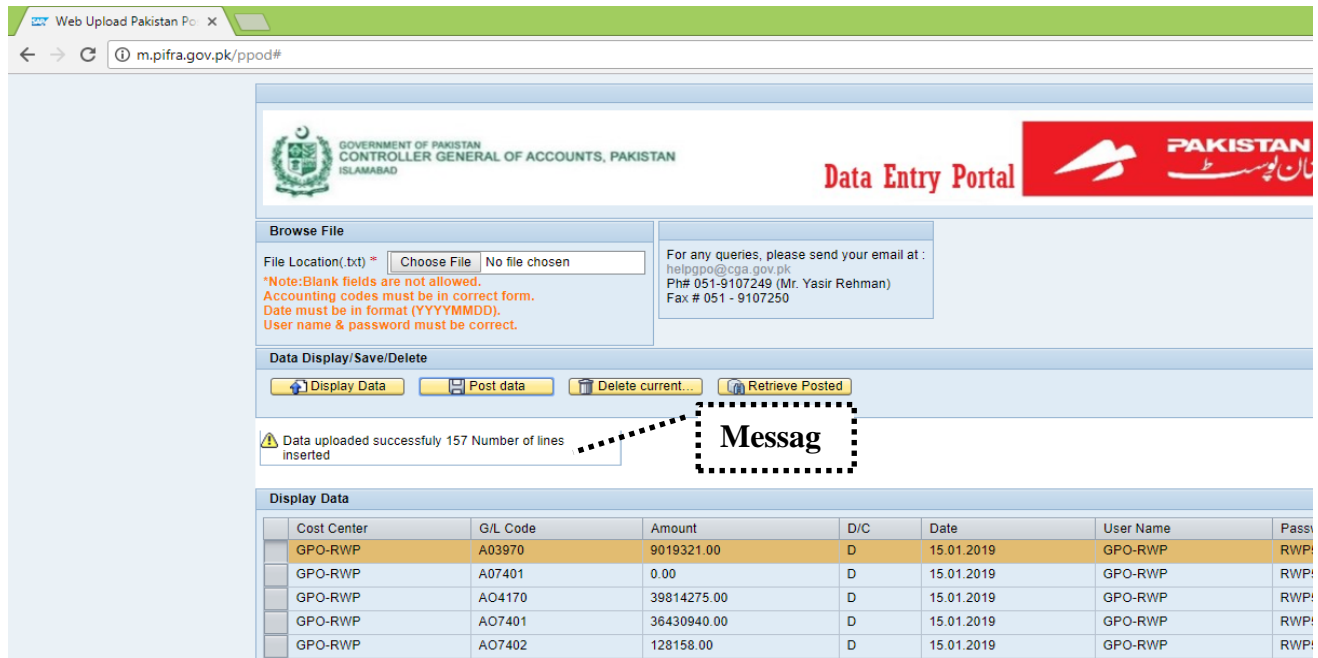 Web Upload Pakistan Po
m.pifra.gov.pk/ppod#
GOVERNMENT OF PAKISTAN
CONTROLLER GENERAL OF ACCOUNTS, PAKISTAN
ISLAMABAD
Data Entry Portal
PAKISTAN
Browse File
File Location(.txt) * Choose File No file chosen
*Note:Blank fields are not allowed.
Accounting codes must be in correct form.
Date must be in format (YYYYMMDD).
User name & password must be correct.
For any queries, please send your email at :
helpgpo@cga.gov.pk
Ph# 051-9107249 (Mr. Yasir Rehman)
Fax # 051 - 9107250
Data Display/Save/Delete
Display Data Post data Delete current... Retrieve Posted
Data uploaded successfuly 157 Number of lines
inserted
Messag
Display Data
Cost Center G/L Code Amount D/C Date User Name Passw
GPO-RWP A03970 9019321.00 D 15.01.2019 GPO-RWP RWP
GPO-RWP A07401 0.00 D 15.01.2019 GPO-RWP RWP
GPO-RWP AO4170 39814275.00 D 15.01.2019 GPO-RWP RWP
GPO-RWP AO7401 36430940.00 D 15.01.2019 GPO-RWP RWP
GPO-RWP AO7402 128158.00 D 15.01.2019 GPO-RWP RWP